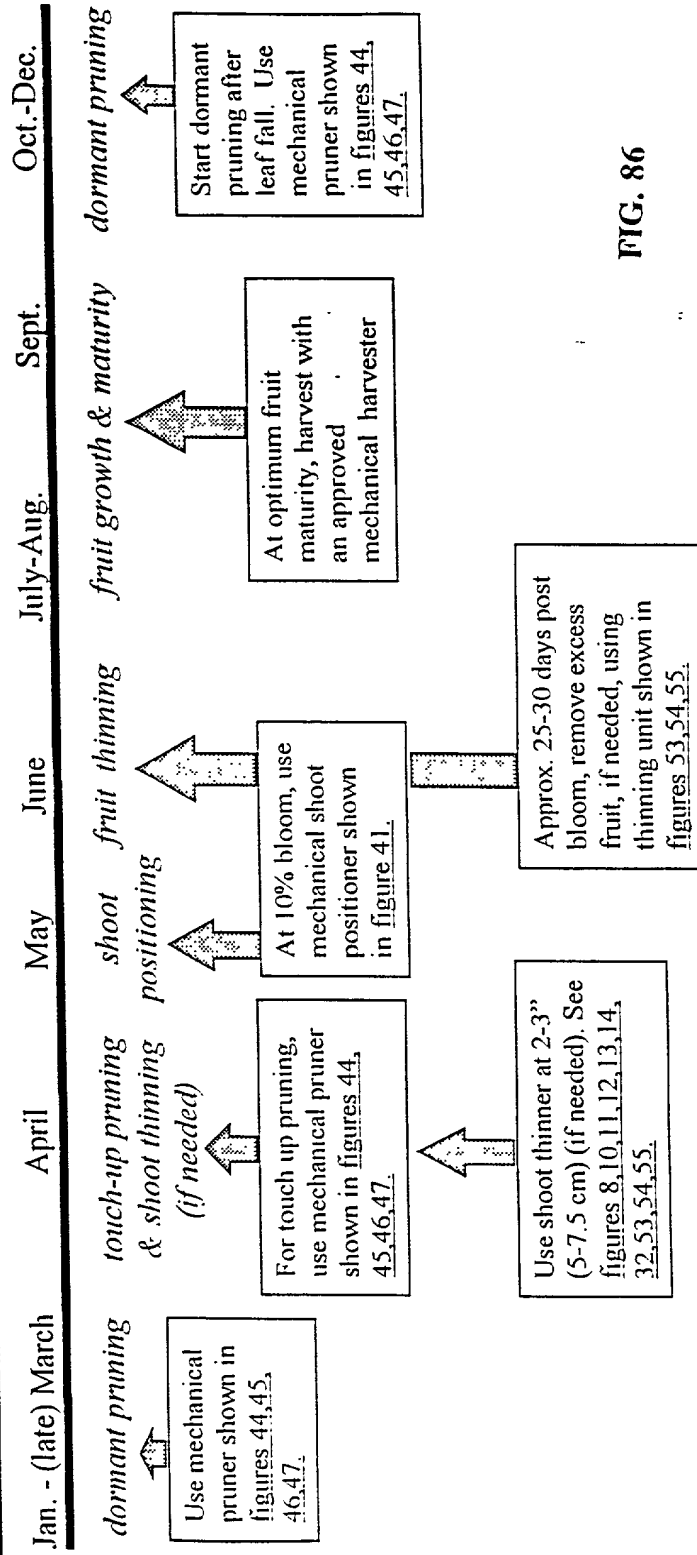 Jan. - (late) March
April
May
June
July-Aug.
Sept.
Oct.-Dec.
dormant pruning
touch-up pruning
& shoot thinning
(if needed)
shoot
positioning
fruit thinning
fruit growth & maturity
dormant pruning
Use mechanical
pruner shown in
figures 44,45,
46,47.
For touch up pruning,
use mechanical pruner
shown in figures 44,
45,46,47.
At 10% bloom, use
mechanical shoot
positioner shown
in figure 41.
At optimum fruit
maturity, harvest with
an approved
mechanical harvester
Start dormant
pruning after
leaf fall. Use
mechanical
pruner shown
in figures 44,
45,46,47.
Use shoot thinner at 2-3”
(5-7.5 cm) (if needed). See
figures 8,10,11,12,13,14,
32,53,54,55.
Approx. 25-30 days post
bloom, remove excess
fruit, if needed, using
thinning unit shown in
figures 53,54,55.
FIG. 86